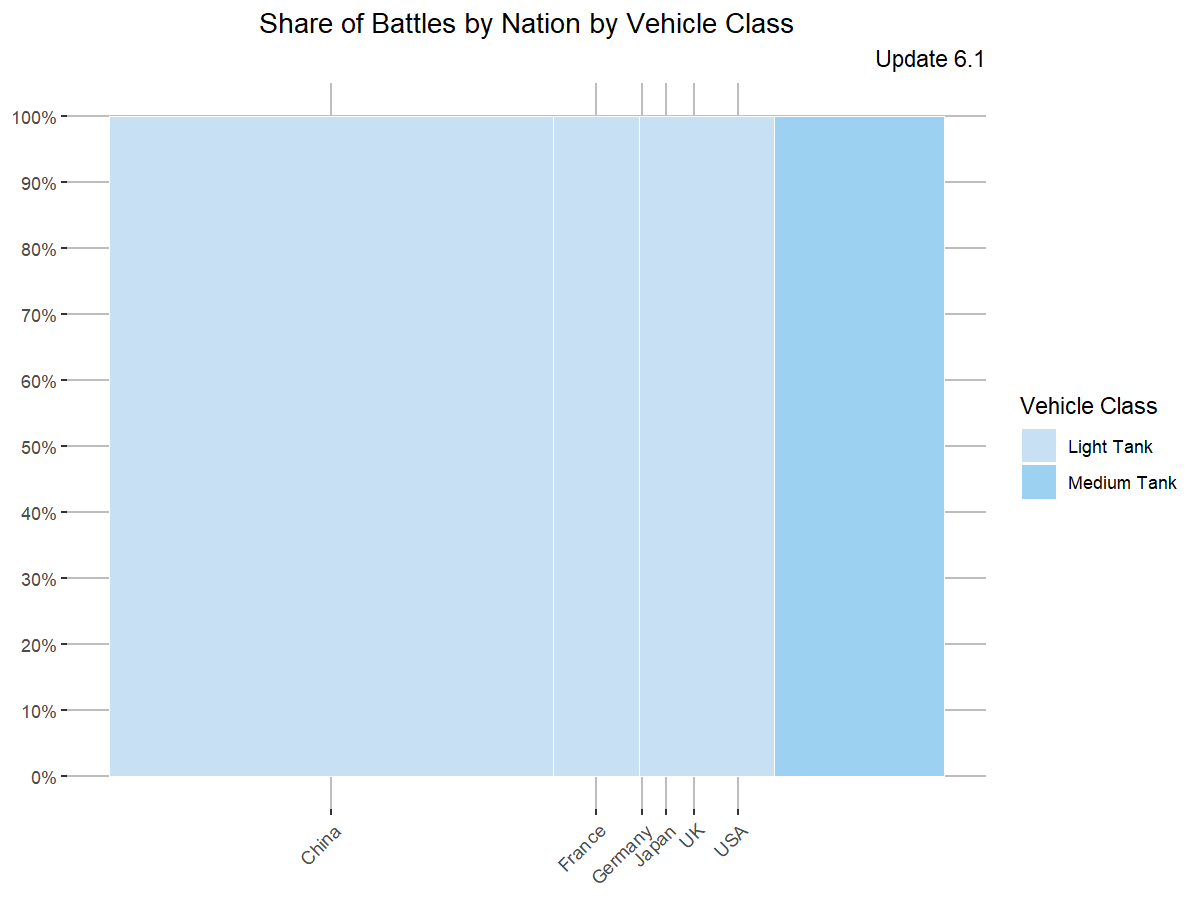 Share of Battles by Nation by Vehicle Class
Update 6.1
100%
90%
80%
70%
60%
50%
40%
30%
20%
10%
0%
China
France
Germany
Japan
UK
USA
Vehicle Class
Light Tank
Medium Tank